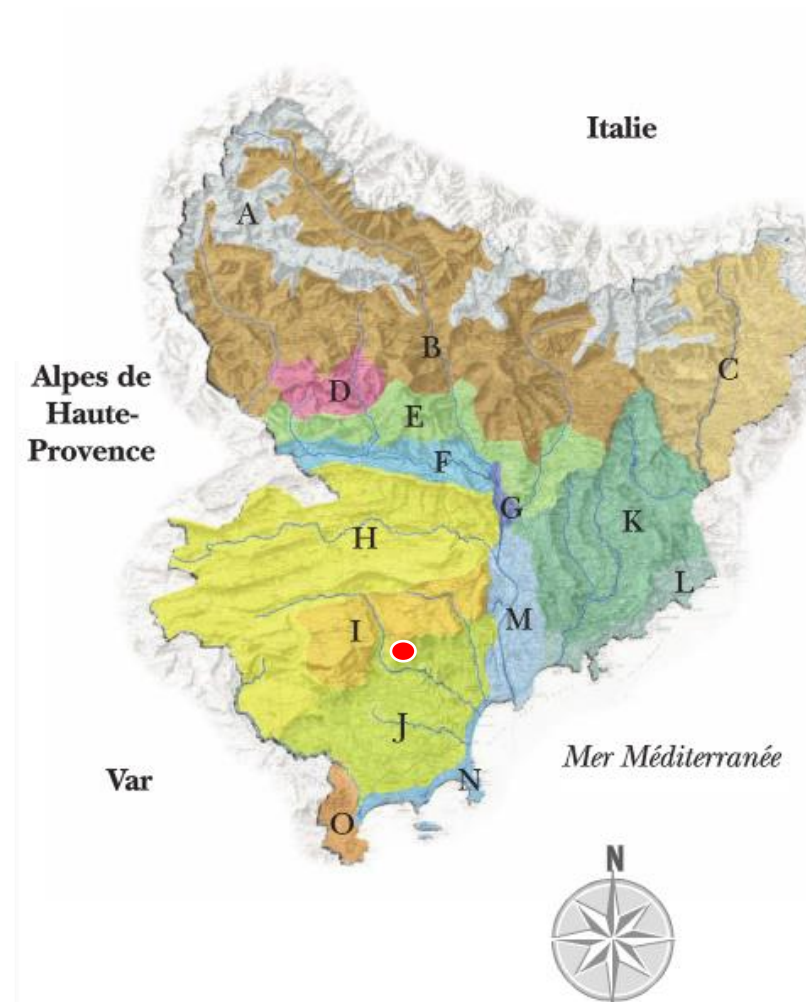 Italie
A
B
C
Alpes de
Haute-
Provence
D
E
F
G
H
K
L
I
M
J
Mer Méditerranée
Var
N
O
N